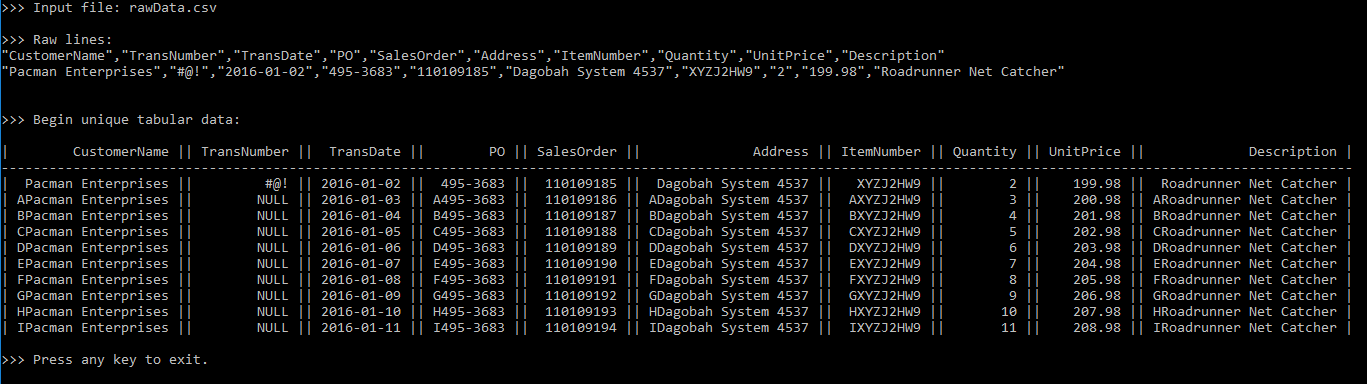 >>> Input file: rawData.csv
>>> Raw lines:
"CustomerName","TransNumber","TransDate","PO","SalesOrder","Address","ItemNumber","Quantity","UnitPrice","Description"
"Pacman Enterprises","#@!","2016-01-02","495-3683","110109185","Dagobah System 4537","XYZJ2HW9","2","199.98","Roadrunner Net Catcher"
>>> Begin unique tabular data:
| CustomerName || TransNumber || TransDate || PO || SalesOrder || Address || ItemNumber || Quantity || UnitPrice || Description |
| Pacman Enterprises || #@! || 2016-01-02 || 495-3683 || 110109185 || Dagobah System 4537 || XYZJ2HW9 || 2 || 199.98 || Roadrunner Net Catcher |
| APacman Enterprises || NULL || 2016-01-03 || A495-3683 || 110109186 || ADagobah System 4537 || AXYZJ2HW9 || 3 || 200.98 || ARoadrunner Net Catcher |
| BPacman Enterprises || NULL || 2016-01-04 || B495-3683 || 110109187 || BDagobah System 4537 || BXYZJ2HW9 || 4 || 201.98 || BRoadrunner Net Catcher |
| CPacman Enterprises || NULL || 2016-01-05 || C495-3683 || 110109188 || CDagobah System 4537 || CXYZJ2HW9 || 5 || 202.98 || CRoadrunner Net Catcher |
| DPacman Enterprises || NULL || 2016-01-06 || D495-3683 || 110109189 || DDagobah System 4537 || DXYZJ2HW9 || 6 || 203.98 || DRoadrunner Net Catcher |
| EPacman Enterprises || NULL || 2016-01-07 || E495-3683 || 110109190 || EDagobah System 4537 || EXYZJ2HW9 || 7 || 204.98 || ERoadrunner Net Catcher |
| FPacman Enterprises || NULL || 2016-01-08 || F495-3683 || 110109191 || FDagobah System 4537 || FXYZJ2HW9 || 8 || 205.98 || FRoadrunner Net Catcher |
| GPacman Enterprises || NULL || 2016-01-09 || G495-3683 || 110109192 || GDagobah System 4537 || GXYZJ2HW9 || 9 || 206.98 || GRoadrunner Net Catcher |
| HPacman Enterprises || NULL || 2016-01-10 || H495-3683 || 110109193 || HDagobah System 4537 || HXYZJ2HW9 || 10 || 207.98 || HRoadrunner Net Catcher |
| IPacman Enterprises || NULL || 2016-01-11 || I495-3683 || 110109194 || IDagobah System 4537 || IXYZJ2HW9 || 11 || 208.98 || IRoadrunner Net Catcher |
>>> Press any key to exit.